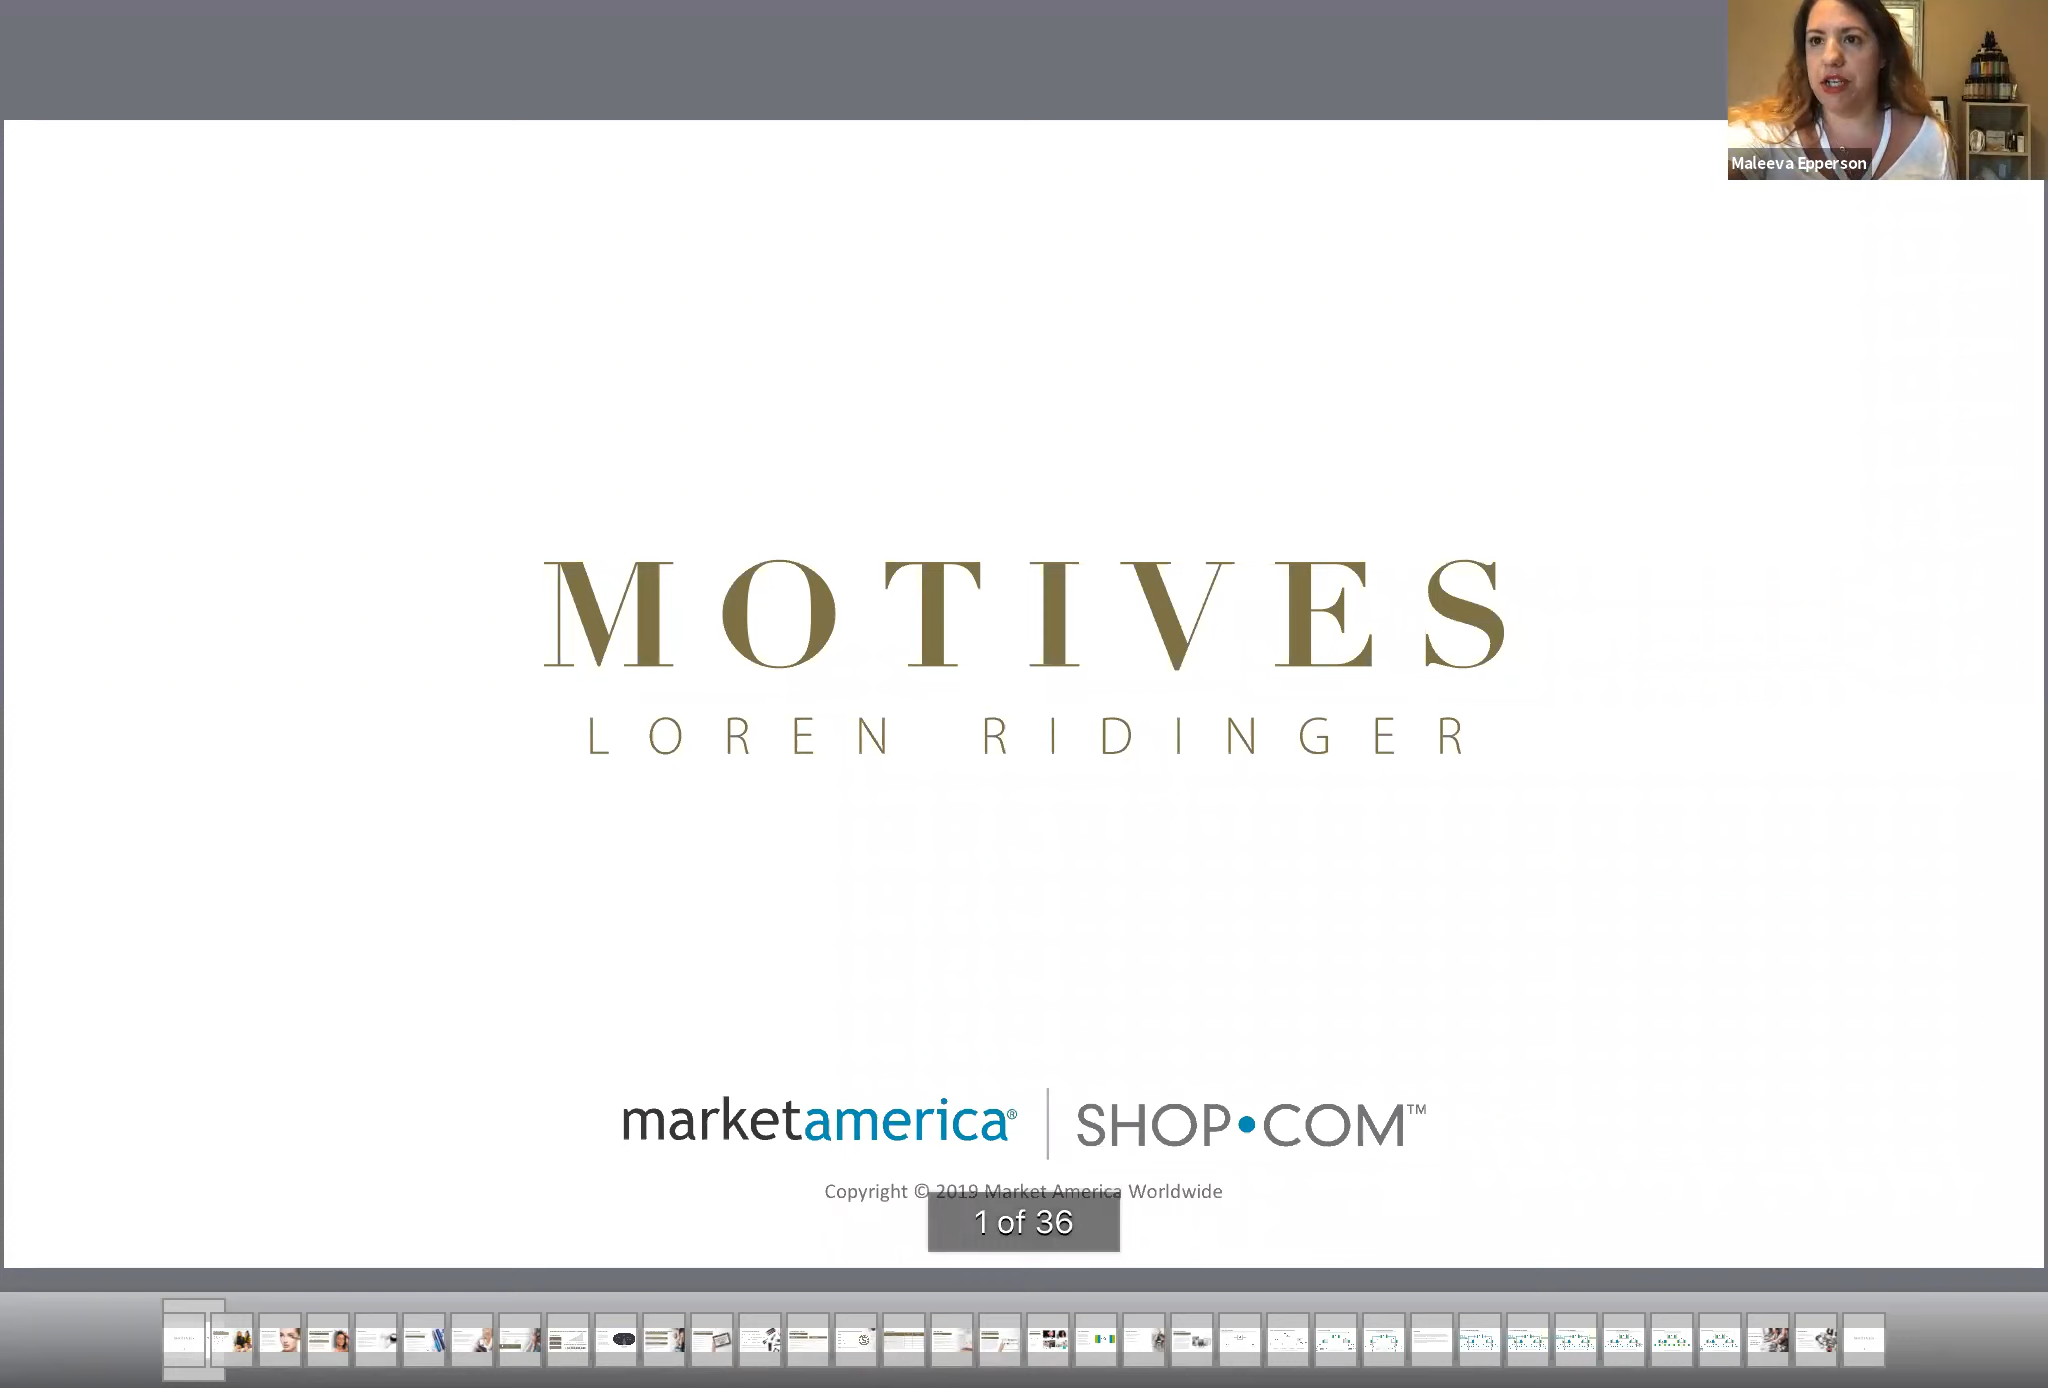 Maleeva Epperson
MOTIVES
LOREN RIDINGER
marketamerica® SHOP•COM™
Copyright © 2019 Market America Worldwide
1 of 36